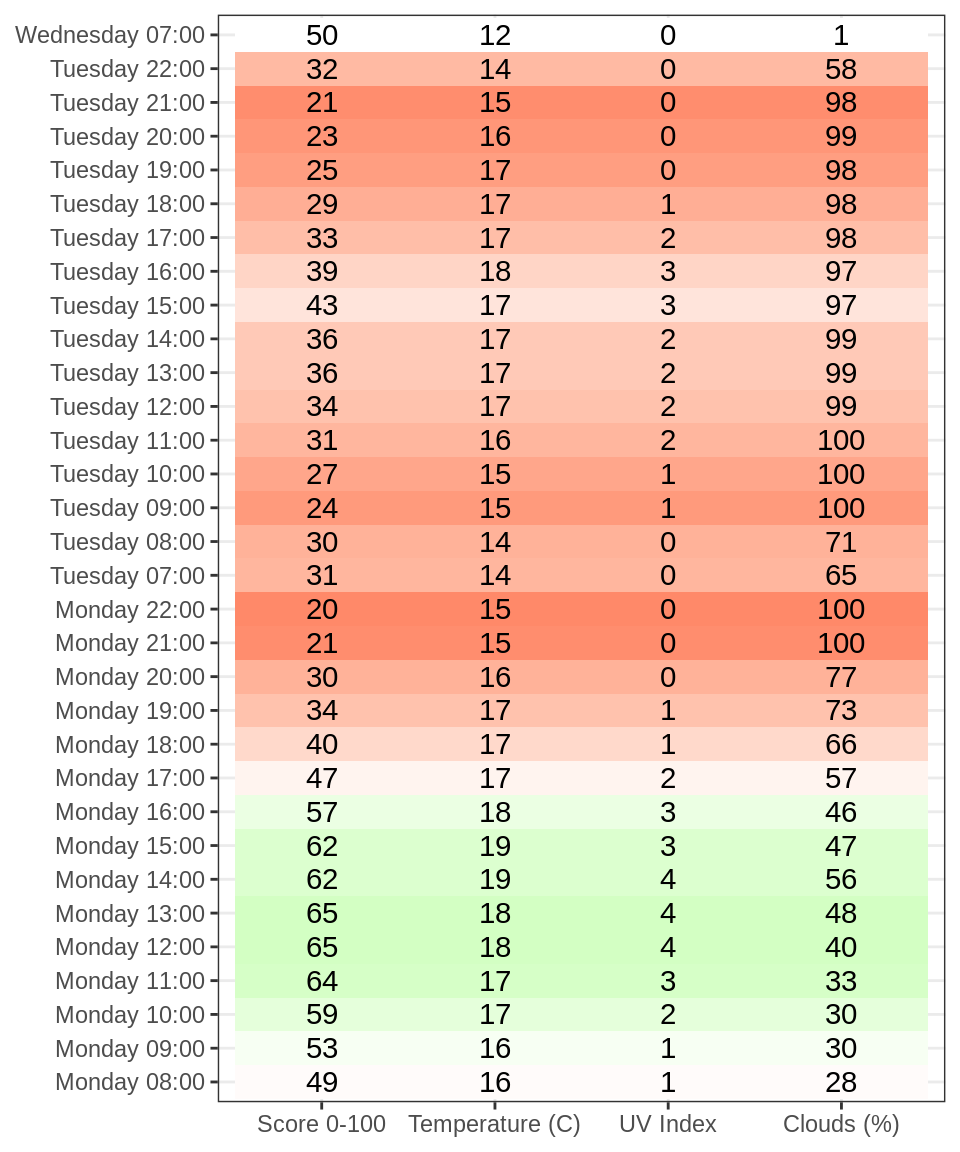 Wednesday 07:00 50 12 0 1
Tuesday 22:00 32 14 0 58
Tuesday 21:00 21 15 0 98
Tuesday 20:00 23 16 0 99
Tuesday 19:00 25 17 0 98
Tuesday 18:00 29 17 1 98
Tuesday 17:00 33 17 2 98
Tuesday 16:00 39 18 3 97
Tuesday 15:00 43 17 3 97
Tuesday 14:00 36 17 2 99
Tuesday 13:00 36 17 2 99
Tuesday 12:00 34 17 2 99
Tuesday 11:00 31 16 2 100
Tuesday 10:00 27 15 1 100
Tuesday 09:00 24 15 1 100
Tuesday 08:00 30 14 0 71
Tuesday 07:00 31 14 0 65
Monday 22:00 20 15 0 100
Monday 21:00 21 15 0 100
Monday 20:00 30 16 0 77
Monday 19:00 34 17 1 73
Monday 18:00 40 17 1 66
Monday 17:00 47 17 2 57
Monday 16:00 57 18 3 46
Monday 15:00 62 19 3 47
Monday 14:00 62 19 4 56
Monday 13:00 65 18 4 48
Monday 12:00 65 18 4 40
Monday 11:00 64 17 3 33
Monday 10:00 59 17 2 30
Monday 09:00 53 16 1 30
Monday 08:00 49 16 1 28
Score 0-100 Temperature (C) UV Index Clouds (%)